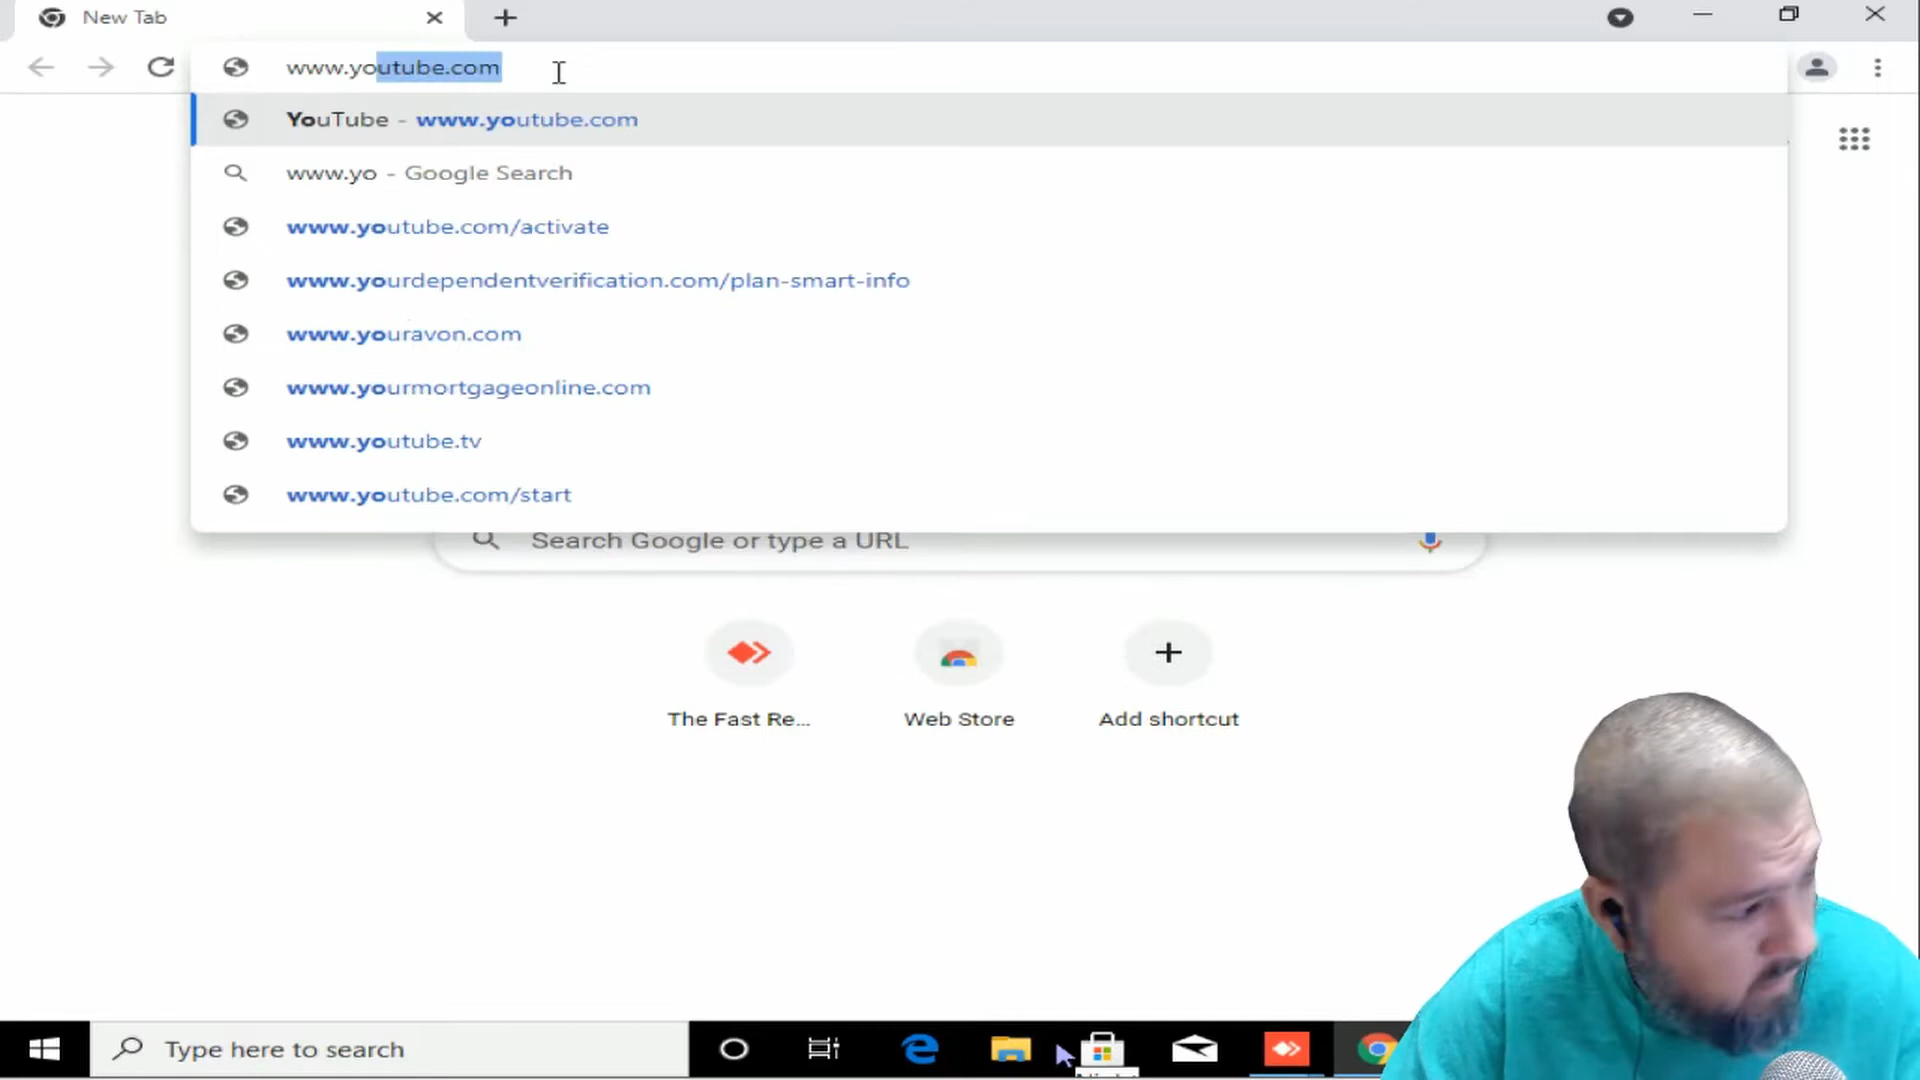 New Tab
www.youtube.com
YouTube - www.youtube.com
www.yo - Google Search
www.youtube.com/activate
www.yourdependentverification.com/plan-smart-info
www.youravon.com
www.yourmortgageonline.com
www.youtube.tv
www.youtube.com/start
Search Google or type a URL
The Fast Re...
Web Store
Add shortcut
Type here to search